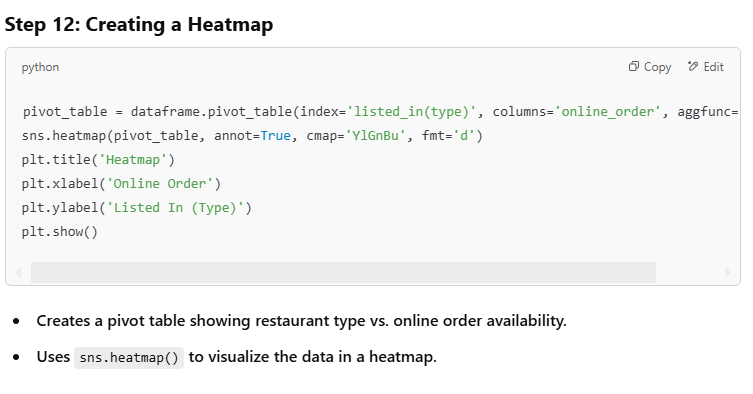 Step 12: Creating a Heatmap
python Copy Edit
pivot_table = dataframe.pivot_table(index='listed_in(type)', columns='online_order', aggfunc=
sns.heatmap(pivot_table, annot=True, cmap='YlGnBu', fmt='d')
plt.title('Heatmap')
plt.xlabel('Online Order')
plt.ylabel('Listed In (Type)')
plt.show()
• Creates a pivot table showing restaurant type vs. online order availability.
• Uses sns.heatmap() to visualize the data in a heatmap.